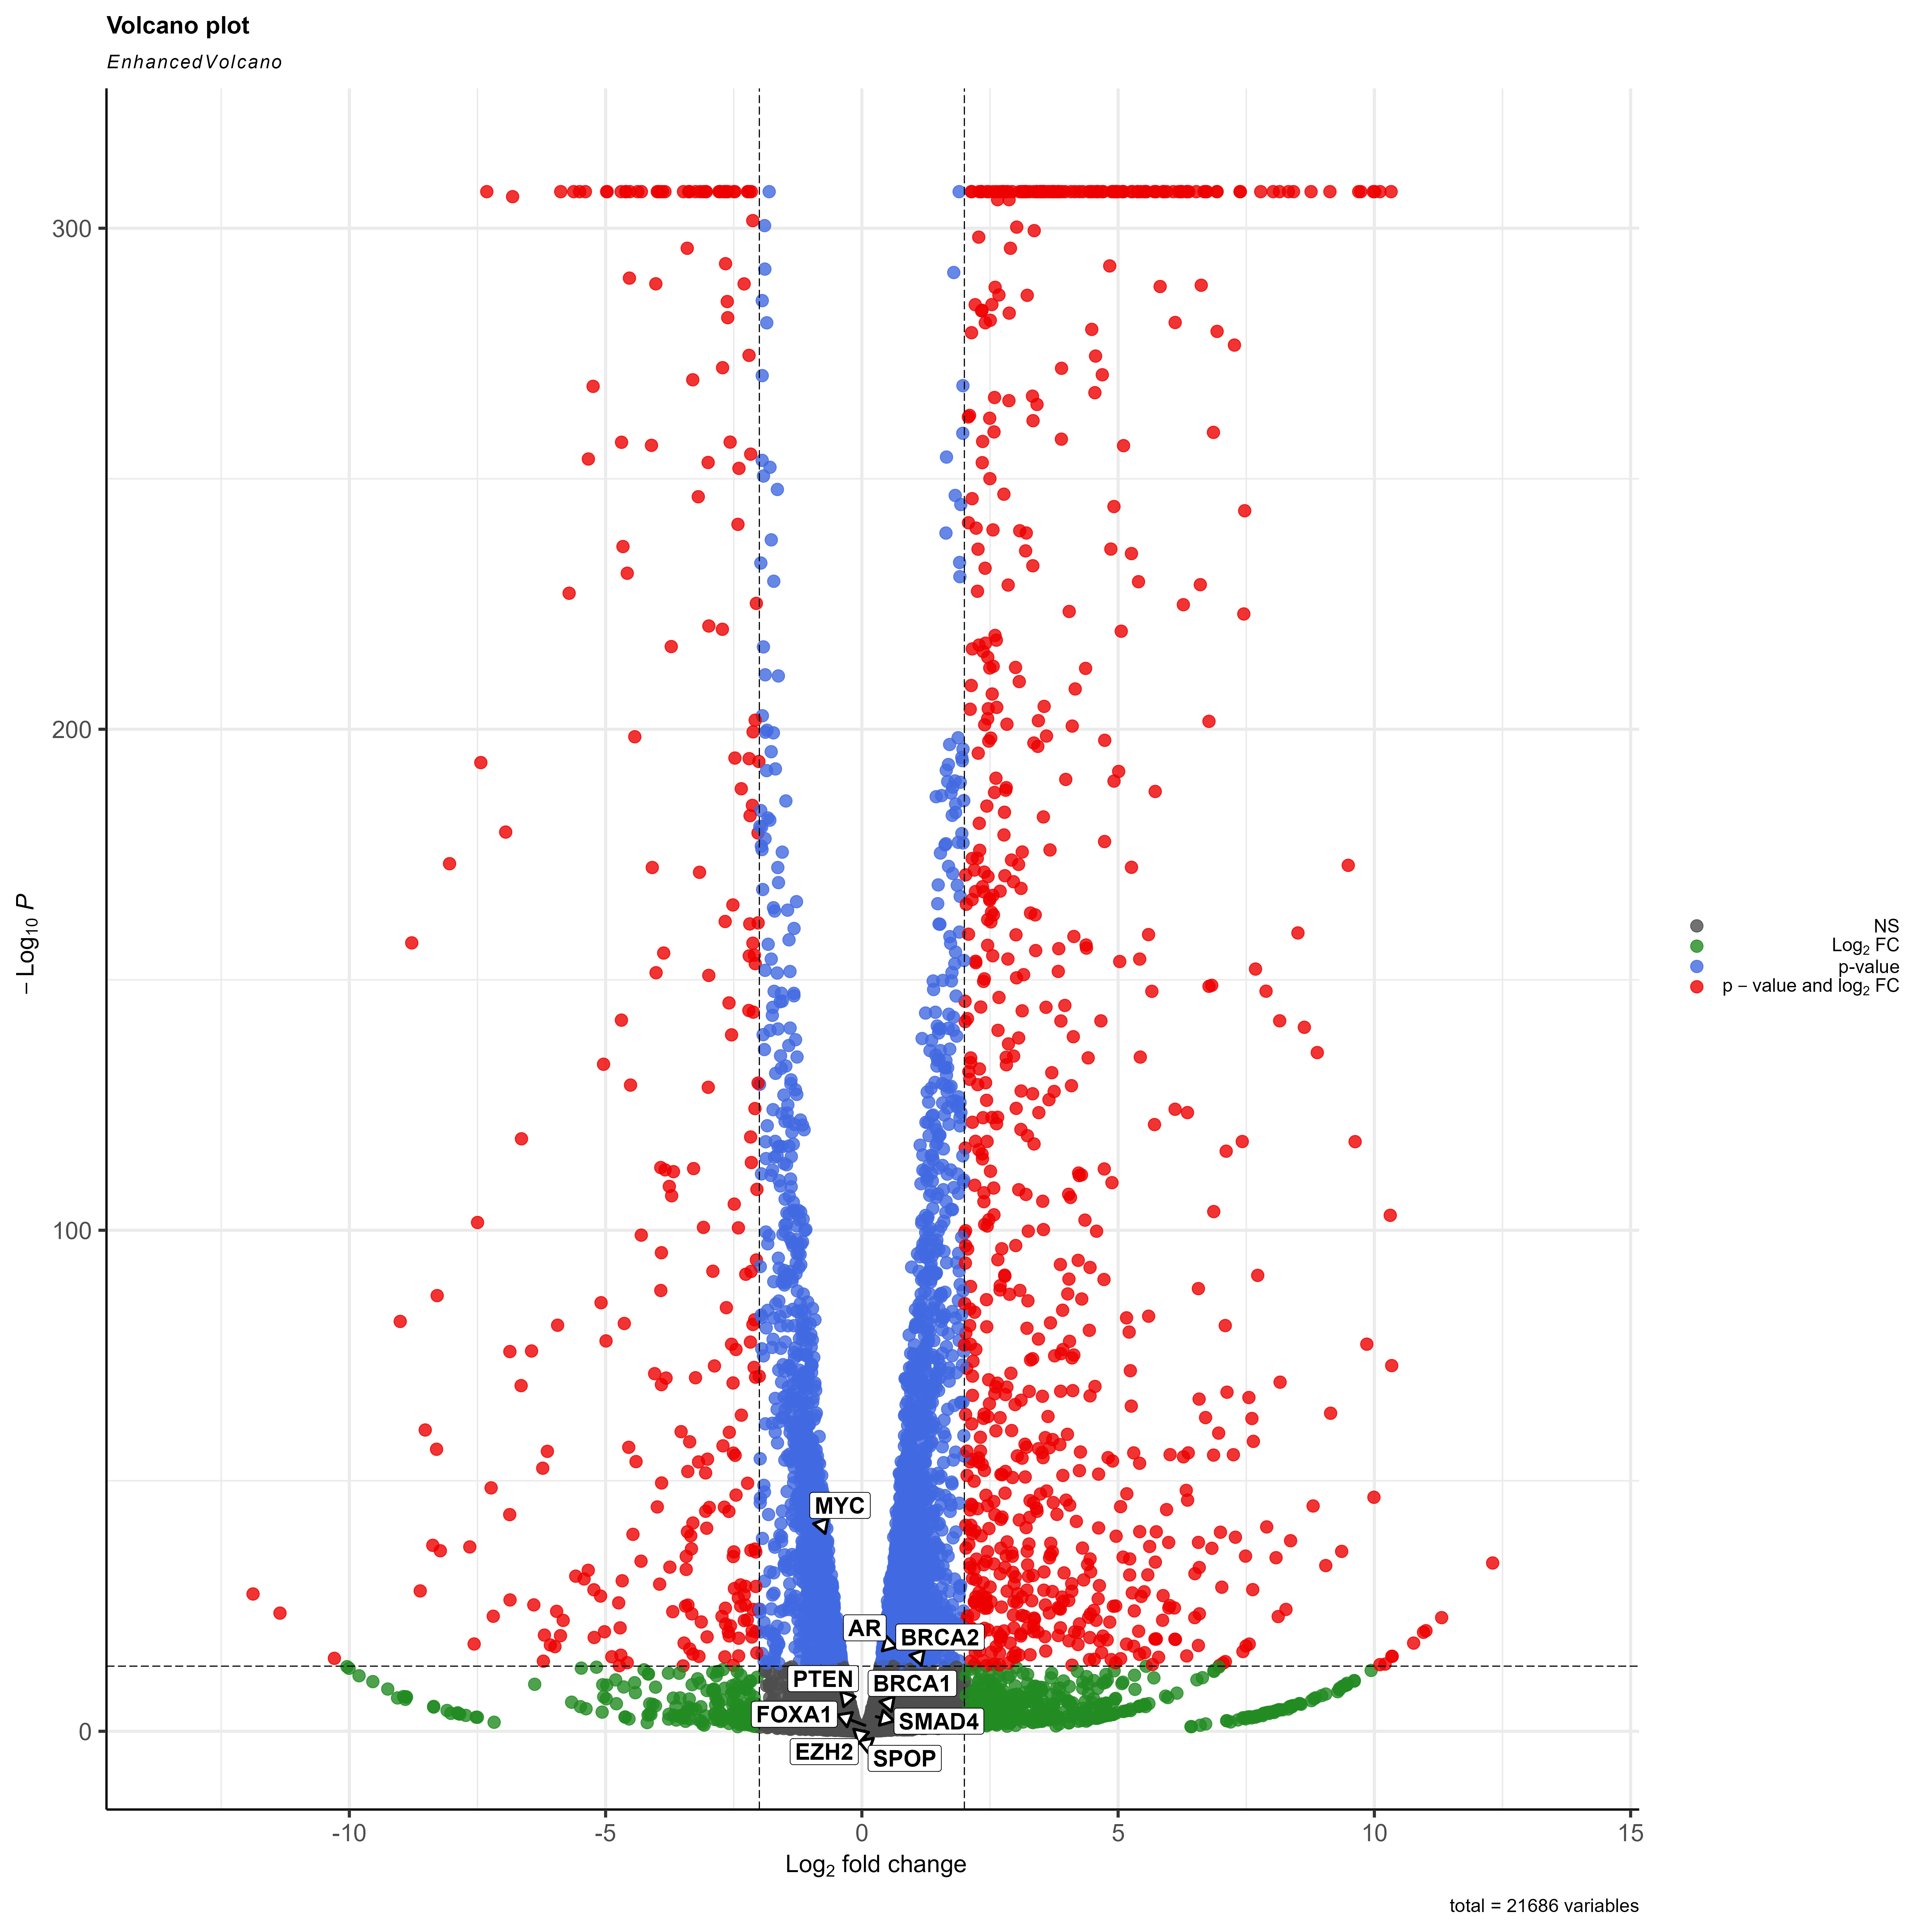 Volcano plot
EnhancedVolcano
300
200
100
0
− Log₁₀ P
-10
-5
0
5
10
15
Log₂ fold change
MYC
AR
BRCA2
PTEN
BRCA1
FOXA1
SMAD4
EZH2
SPOP
NS
Log₂ FC
p-value
p − value and log₂ FC
total = 21686 variables